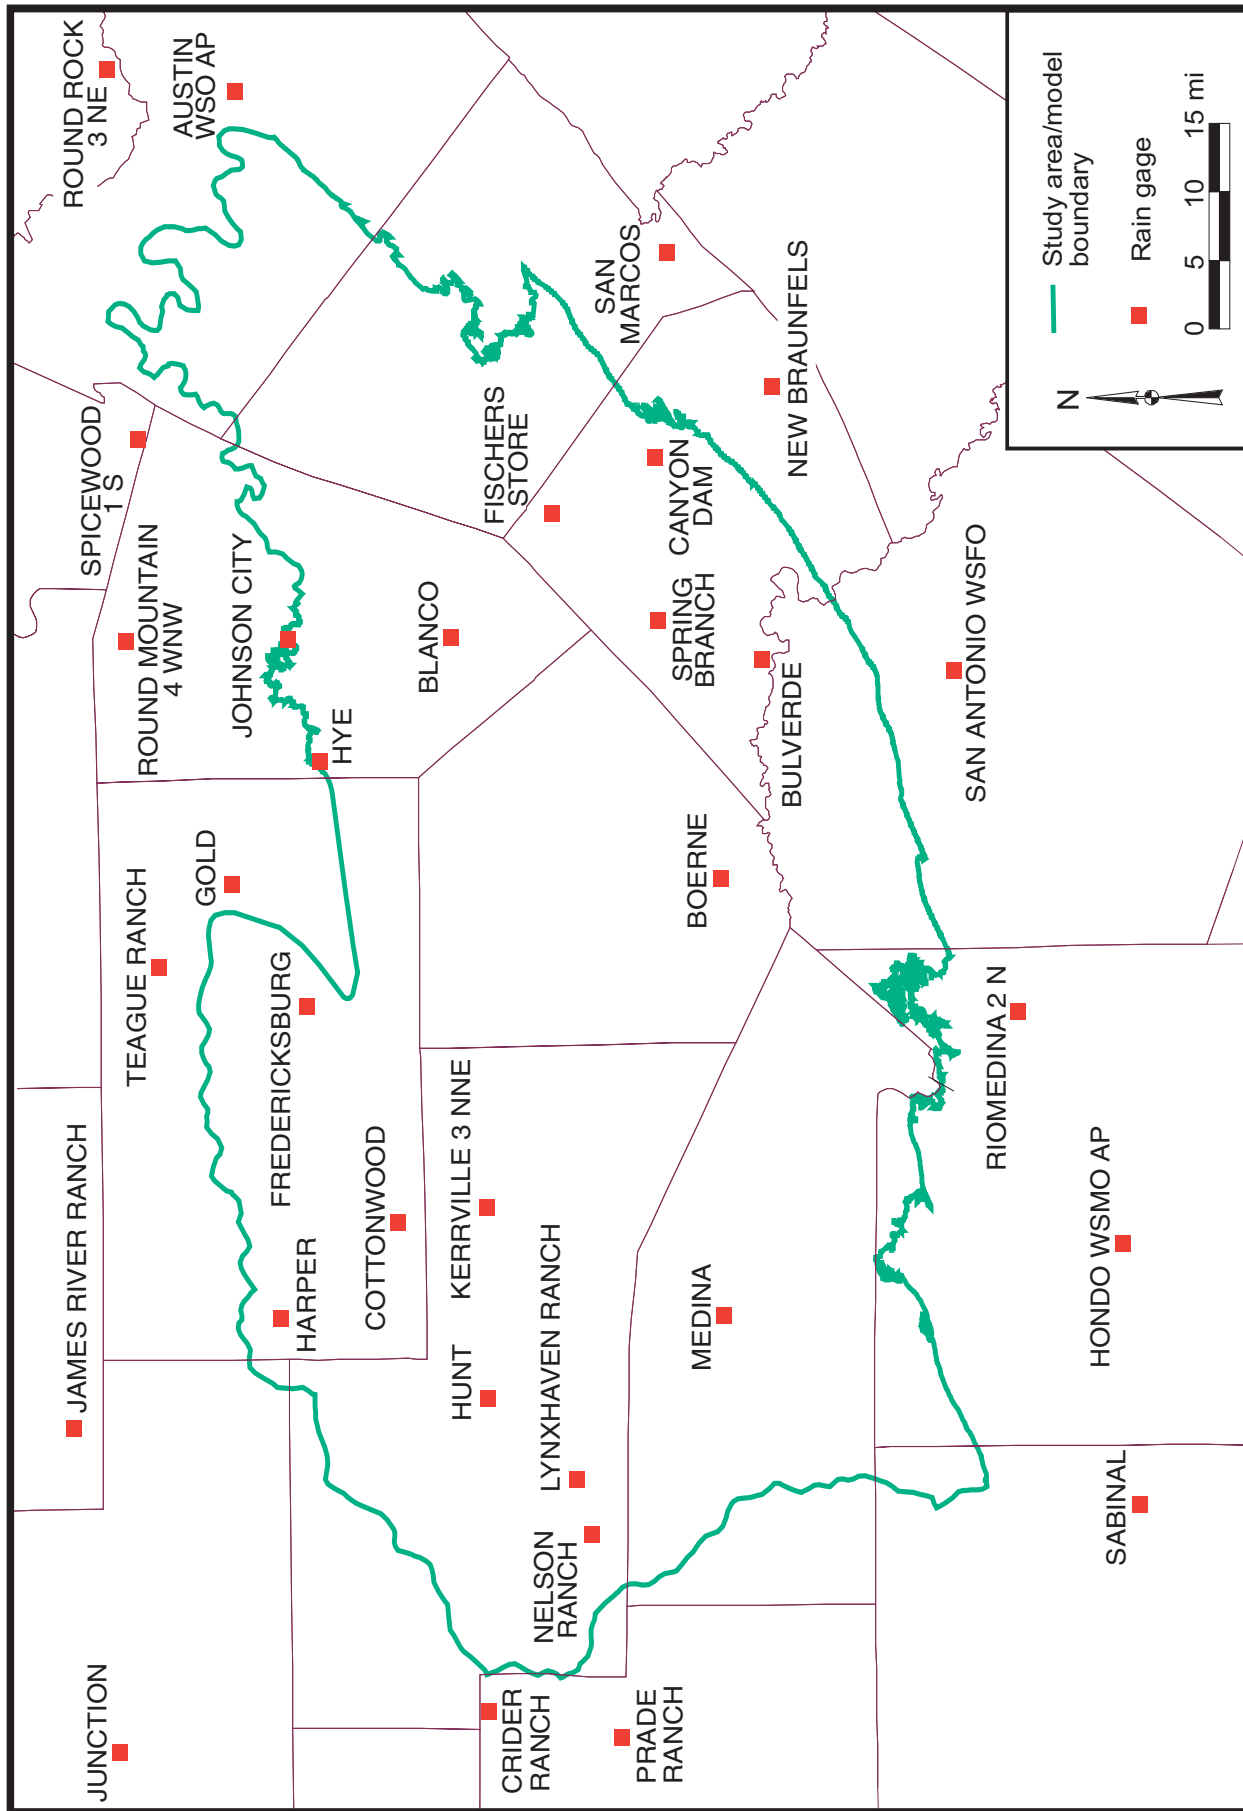 JUNCTION
JAMES RIVER RANCH
TEAGUE RANCH
GOLD
ROUND MOUNTAIN
4 WNW
SPICEWOOD
1 S
ROUND ROCK
3 NE
AUSTIN
WSO AP
HARPER
FREDERICKSBURG
COTTONWOOD
HYE
JOHNSON CITY
BLANCO
FISCHERS
STORE
SAN
MARCOS
CRIDER
RANCH
PRADE
RANCH
NELSON
RANCH
HUNT
LYNXHAVEN RANCH
KERRVILLE 3 NNE
MEDINA
BOERNE
SPRING
BRANCH
CANYON
DAM
BULVERDE
NEW BRAUNFELS
SABINAL
HONDO WSMO AP
RIOMEDINA 2 N
SAN ANTONIO WSFO
N
Study area/model
boundary
Rain gage
0 5 10 15 mi